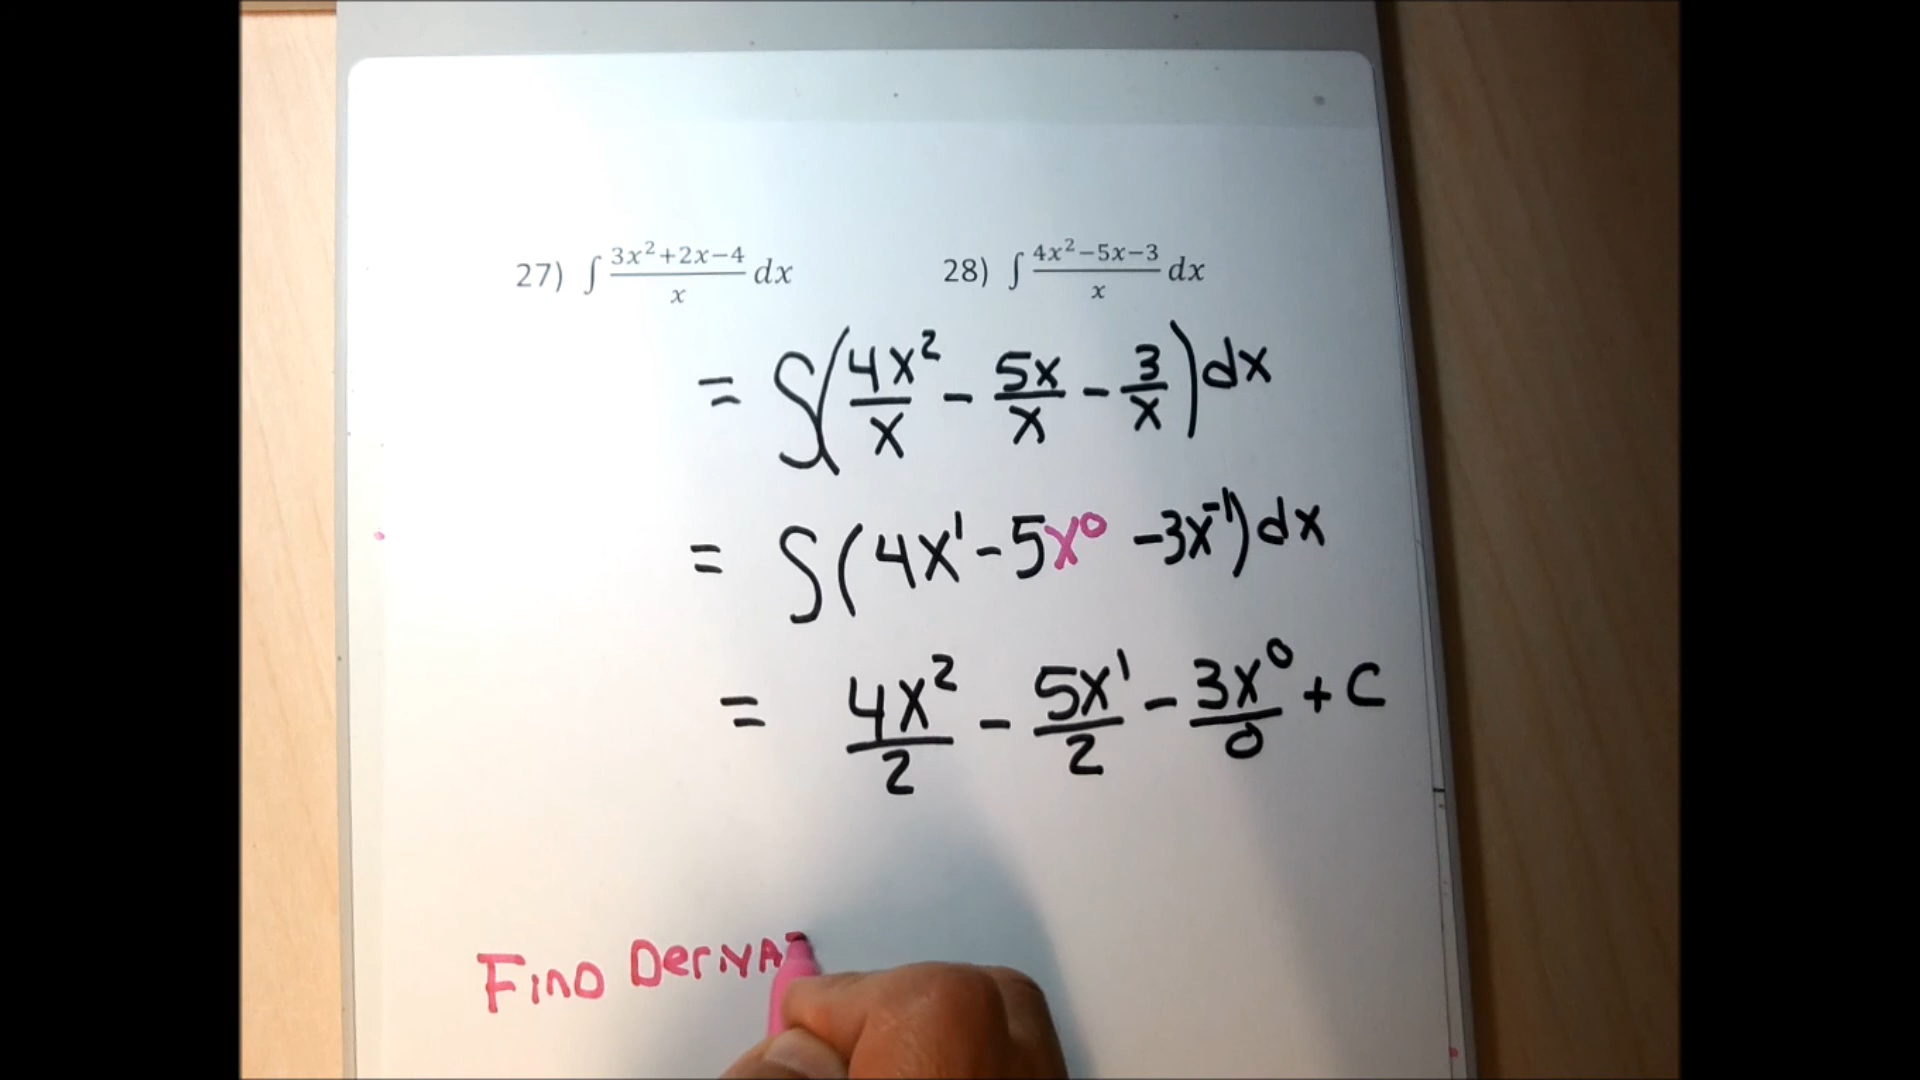 27) ∫ (3x²+2x−4)/x dx    28) ∫ (4x²−5x−3)/x dx
= ∫(4x²/x − 5x/x − 3/x) dx
= ∫(4x¹ − 5x⁰ − 3x⁻¹) dx
= 4x²/2 − 5x¹/2 − 3x⁰/0 + C
FIND